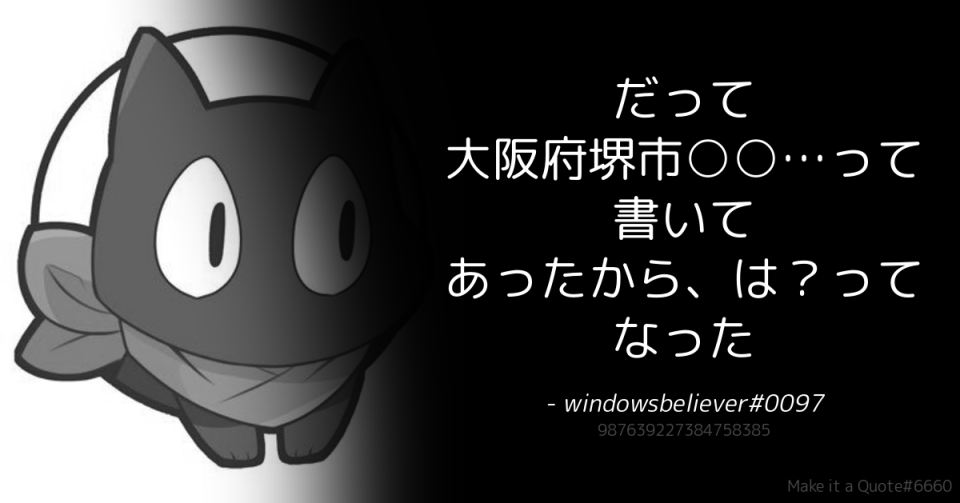 だって
大阪府堺市○○…って
書いて
あったから、は？って
なった
- windowsbeliever#0097
987639227384758385
Make it a Quote#6660